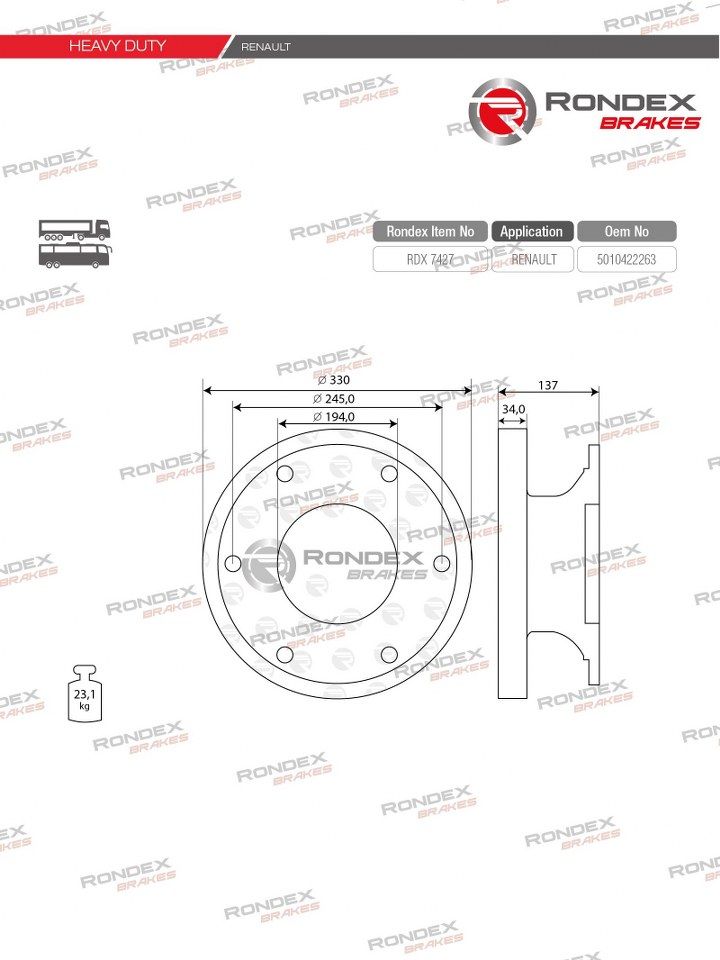 HEAVY DUTY
RENAULT
RONDEX
BRAKES
Rondex Item No Application Oem No
RDX 7427 RENAULT 5010422263
Ø 330
Ø 245,0
Ø 194,0
137
34,0
RONDEX
BRAKES
23,1
kg